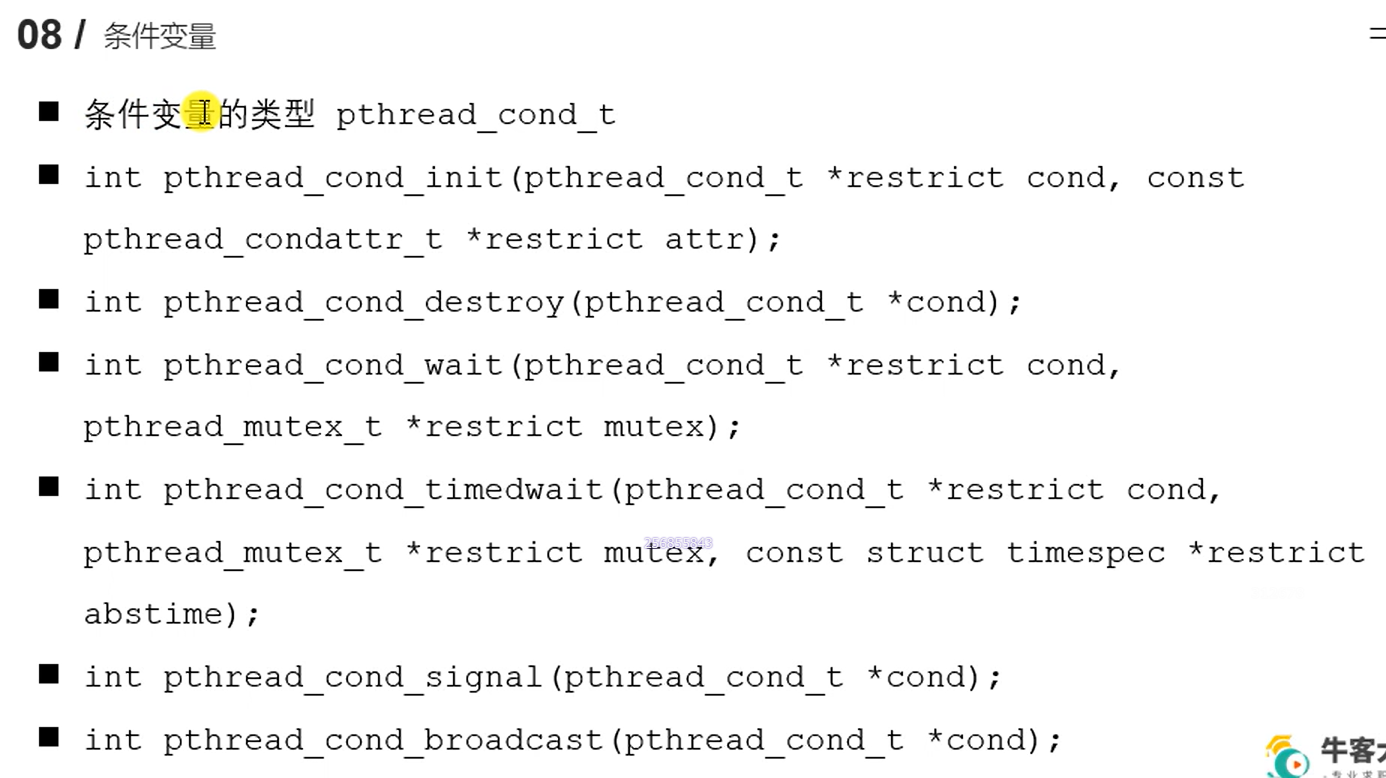 08 / 条件变量
条件变量的类型 pthread_cond_t
int pthread_cond_init(pthread_cond_t *restrict cond, const
pthread_condattr_t *restrict attr);
int pthread_cond_destroy(pthread_cond_t *cond);
int pthread_cond_wait(pthread_cond_t *restrict cond,
pthread_mutex_t *restrict mutex);
int pthread_cond_timedwait(pthread_cond_t *restrict cond,
pthread_mutex_t *restrict mutex, const struct timespec *restrict
abstime);
int pthread_cond_signal(pthread_cond_t *cond);
int pthread_cond_broadcast(pthread_cond_t *cond);
牛客